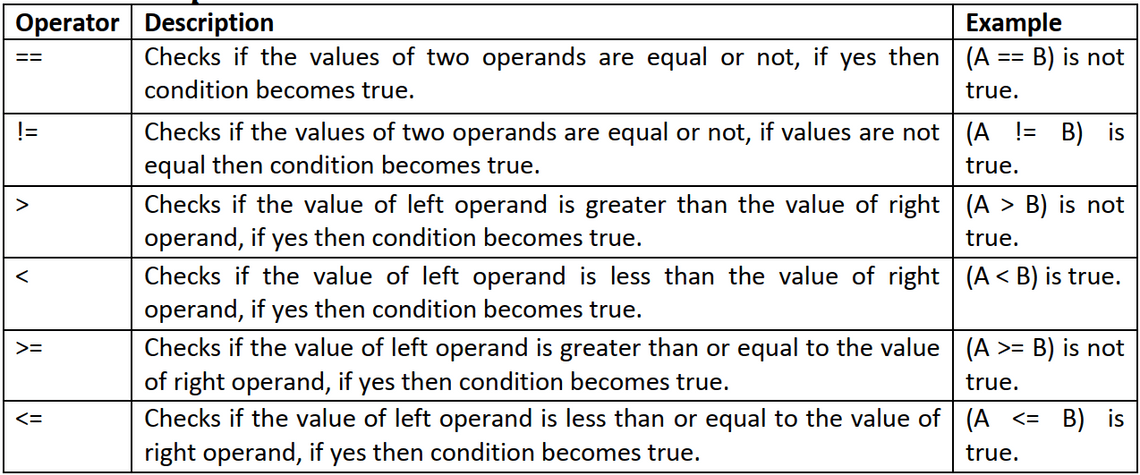 Operator Description Example
== Checks if the values of two operands are equal or not, if yes then (A == B) is not
condition becomes true. true.
!= Checks if the values of two operands are equal or not, if values are not (A != B) is
equal then condition becomes true. true.
> Checks if the value of left operand is greater than the value of right (A > B) is not
operand, if yes then condition becomes true. true.
< Checks if the value of left operand is less than the value of right (A < B) is true.
operand, if yes then condition becomes true.
>= Checks if the value of left operand is greater than or equal to the value (A >= B) is not
of right operand, if yes then condition becomes true. true.
<= Checks if the value of left operand is less than or equal to the value of (A <= B) is
right operand, if yes then condition becomes true. true.